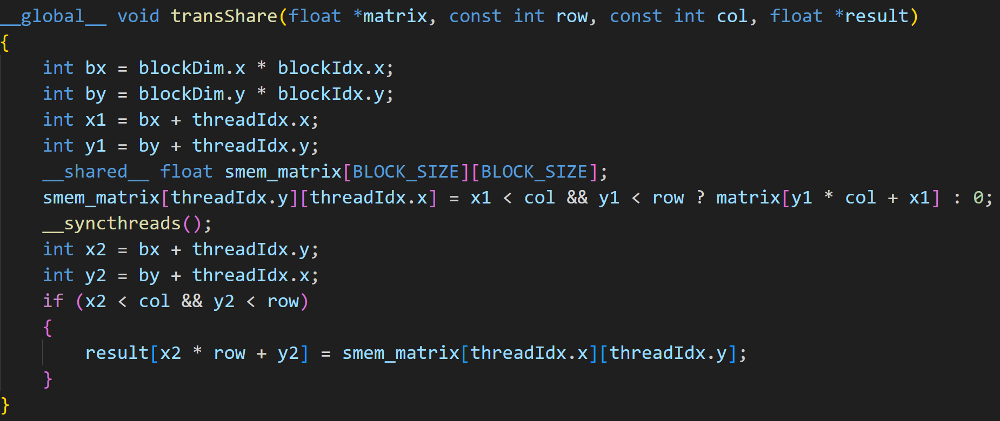 __global__ void transShare(float *matrix, const int row, const int col, float *result)
{
    int bx = blockDim.x * blockIdx.x;
    int by = blockDim.y * blockIdx.y;
    int x1 = bx + threadIdx.x;
    int y1 = by + threadIdx.y;
    __shared__ float smem_matrix[BLOCK_SIZE][BLOCK_SIZE];
    smem_matrix[threadIdx.y][threadIdx.x] = x1 < col && y1 < row ? matrix[y1 * col + x1] : 0;
    __syncthreads();
    int x2 = bx + threadIdx.y;
    int y2 = by + threadIdx.x;
    if (x2 < col && y2 < row)
    {
        result[x2 * row + y2] = smem_matrix[threadIdx.x][threadIdx.y];
    }
}